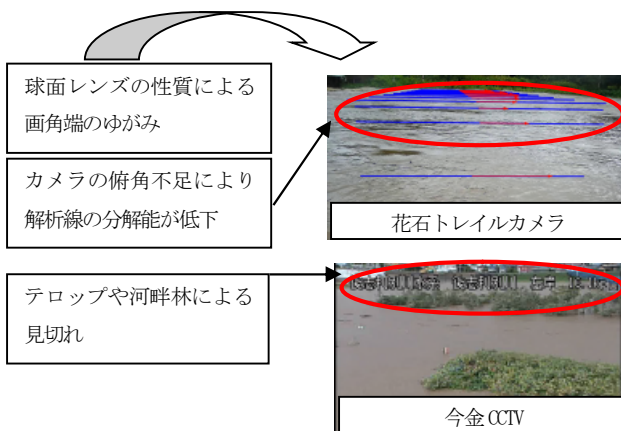 球面レンズの性質による
画角端のゆがみ
カメラの俯角不足により
解析線の分解能が低下
花石トレイルカメラ
テロップや河畔林による
見切れ
今金CCTV